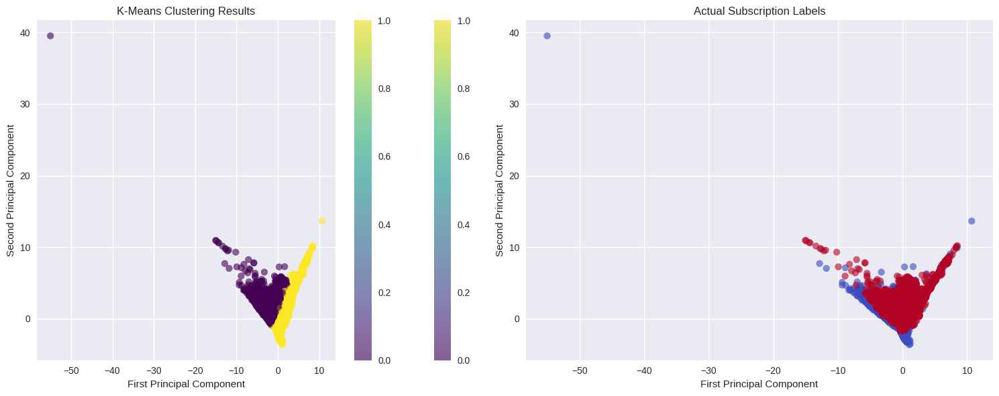 K-Means Clustering Results
Second Principal Component
40
30
20
10
0
−50 −40 −30 −20 −10 0 10
First Principal Component
1.0
0.8
0.6
0.4
0.2
0.0
1.0
0.8
0.6
0.4
0.2
0.0
Actual Subscription Labels
Second Principal Component
40
30
20
10
0
−50 −40 −30 −20 −10 0 10
First Principal Component